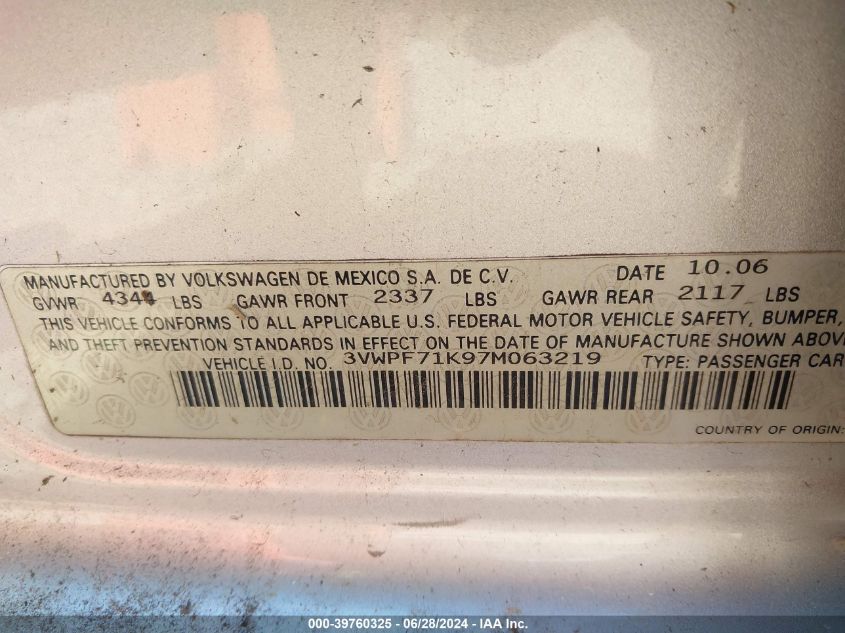 MANUFACTURED BY VOLKSWAGEN DE MEXICO S.A. DE C.V. DATE 10.06
GVWR 4344 LBS GAWR FRONT 2337 LBS GAWR REAR 2117 LBS
THIS VEHICLE CONFORMS TO ALL APPLICABLE U.S. FEDERAL MOTOR VEHICLE SAFETY, BUMPER,
AND THEFT PREVENTION STANDARDS IN EFFECT ON THE DATE OF MANUFACTURE SHOWN ABOVE
VEHICLE I.D. NO. 3VWPF71K97M063219 TYPE: PASSENGER CAR
COUNTRY OF ORIGIN:
000-39760325 - 06/28/2024 - IAA Inc.